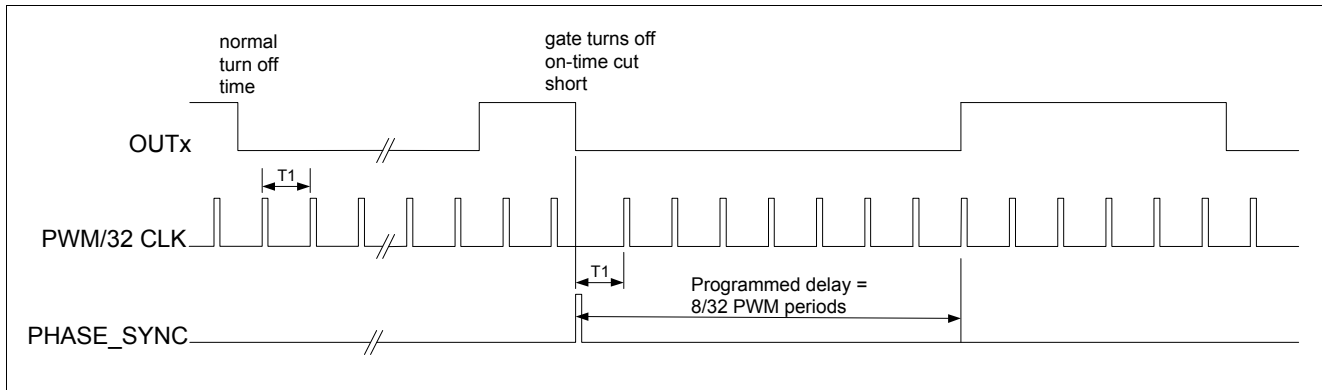 normal
turn off
time
gate turns off
on-time cut
short
OUTx
T1
PWM/32 CLK
T1
Programmed delay =
8/32 PWM periods
PHASE_SYNC